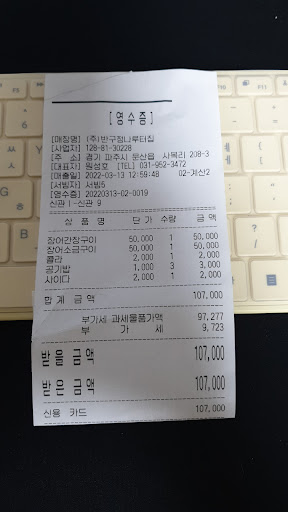 [영수증]
[매장명] (주)반구정나루터집
[사업자] 128-81-30228
[주  소] 경기 파주시 문산읍  사목리 208-3
[대표자] 원성호  [TEL] 031-952-3472
[매출일] 2022-03-13 12:59:48  02-계산2
[서빙자] 서빙5
[영수증] 20220313-02-0019
신관 1-신관 9
상 품 명  단 가  수량  금 액
장어간장구이  50,000  1  50,000
장어소금구이  50,000  1  50,000
콜라  2,000  1  2,000
공기밥  1,000  3  3,000
사이다  2,000  1  2,000
합 계 금 액  107,000
부가세 과세물품가액  97,277
부 가 세  9,723
받을 금액  107,000
받은 금액  107,000
신용 카드  107,000